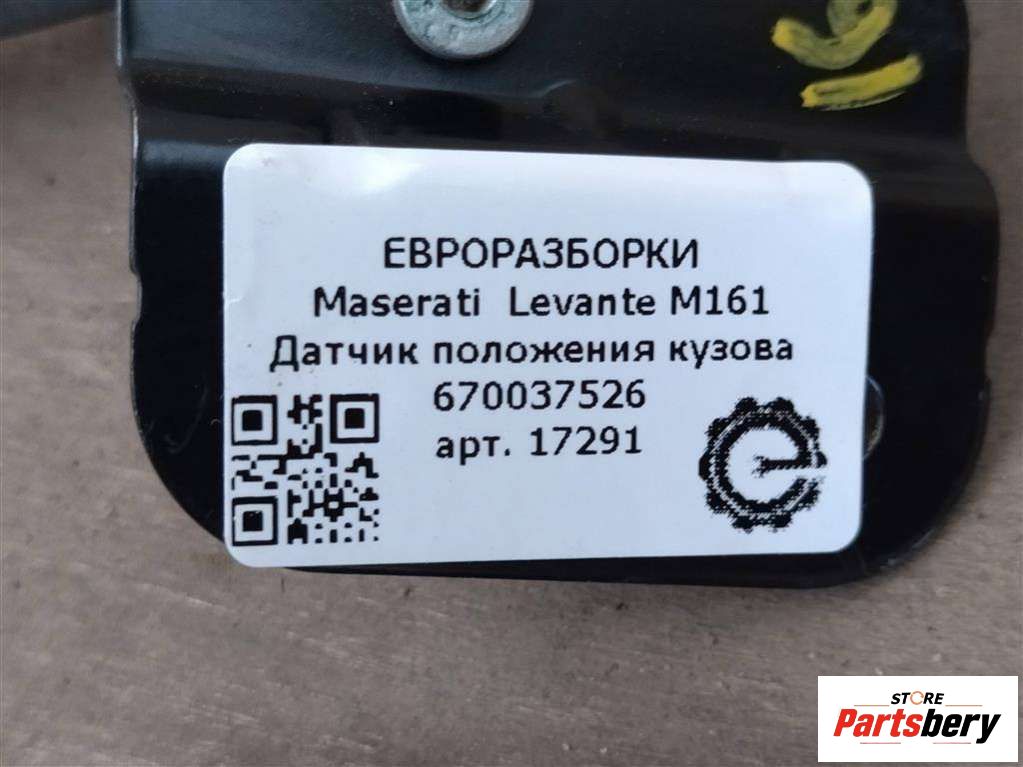 ЕВРОРАЗБОРКИ
Maserati Levante M161
Датчик положения кузова
670037526
арт. 17291
STORE
Partsbery